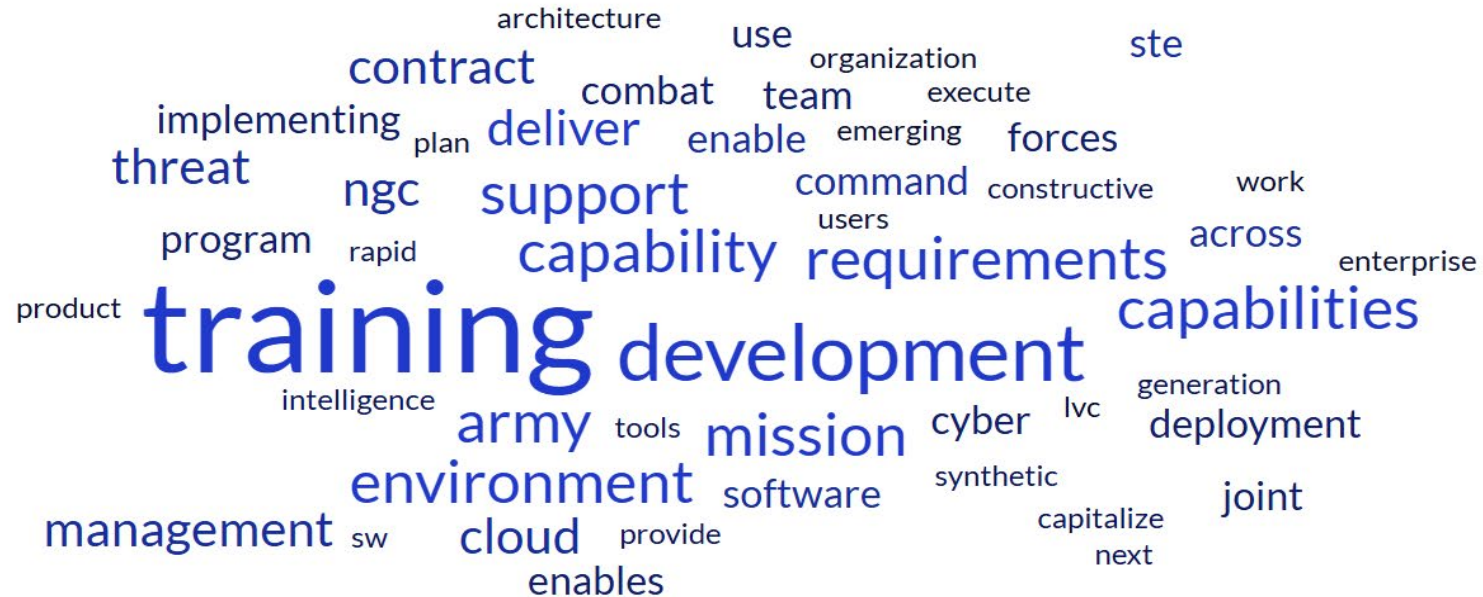 architecture
use
ste
contract
organization
combat
team
execute
implementing
plan
deliver
enable
emerging
forces
threat
ngc
support
command
constructive
work
users
program
rapid
capability
requirements
across
enterprise
product
training
development
capabilities
intelligence
army
tools
mission
cyber
lvc
generation
deployment
environment
software
synthetic
joint
management
sw
cloud
provide
capitalize
next
enables